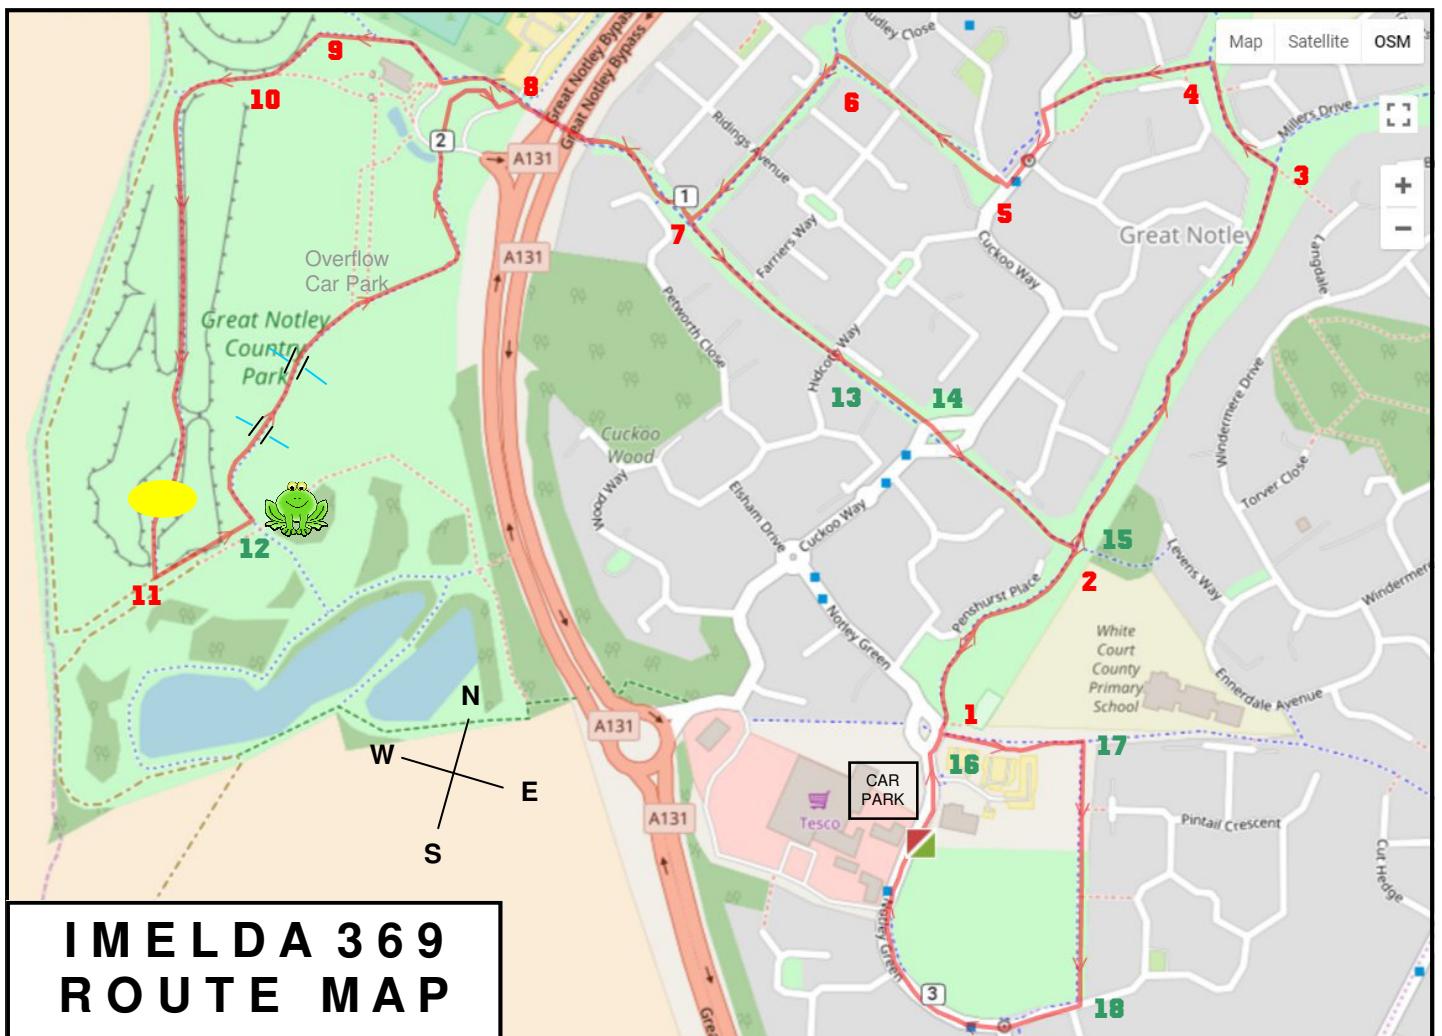 Great Notley Bypass
Great Notley Bypass
udley Close
Map
Satellite
OSM
9
8
10
6
4
Millers Drive
Ridings Avenue
2
A131
3
+
−
1
5
7
Great Notley
Farriers Way
Cuckoo Way
Langdale
A131
Overflow
Car Park
Great Notley
Country
Park
Petworth Close
Hidcote Way
13
14
Windermere Drive
Cuckoo
Wood
Wood Way
Elsham Drive
Cuckoo Way
Torver Close
12
15
Levens Way
11
2
Penshurst Place
Windermere
Notley Green
White
Court
County
Primary
School
Ennerdale Avenue
N
W
E
S
A131
1
17
16
CAR
PARK
Tesco
A131
Pintail Crescent
Cut Hedge
Notley Green
3
18
Grea
IMELDA 369
ROUTE MAP